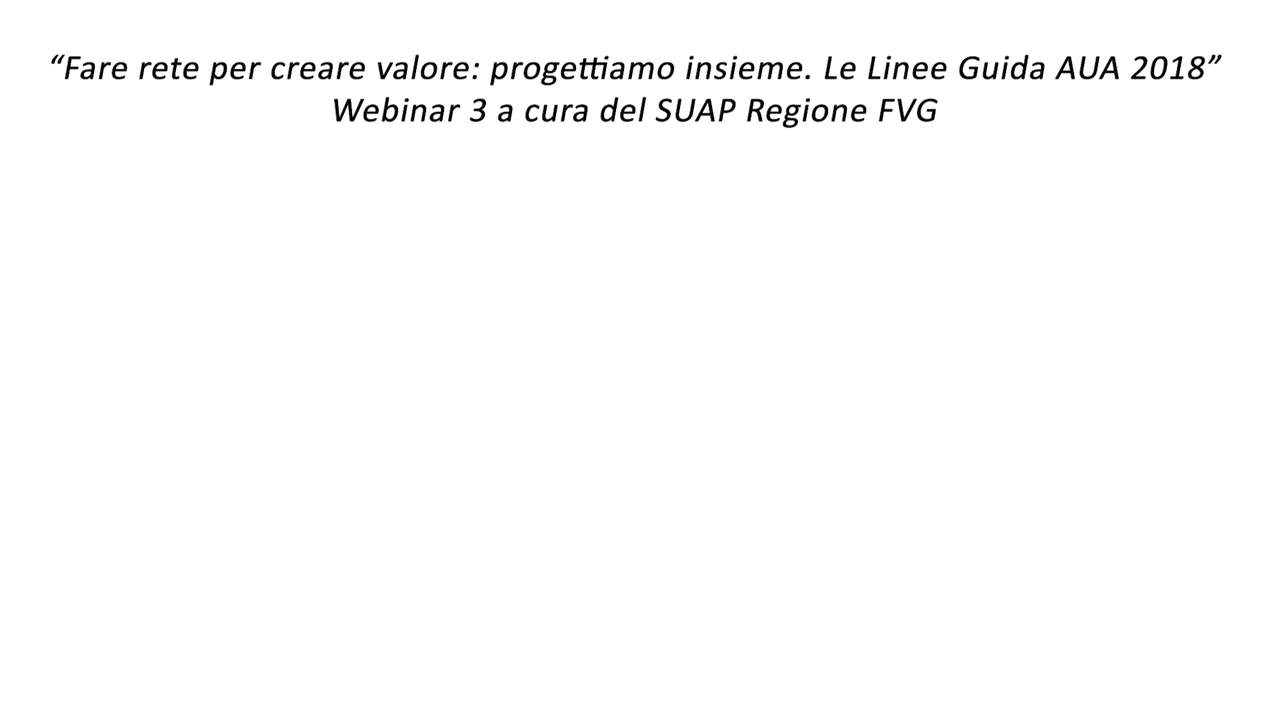 “Fare rete per creare valore: progettiamo insieme. Le Linee Guida AUA 2018”
Webinar 3 a cura del SUAP Regione FVG